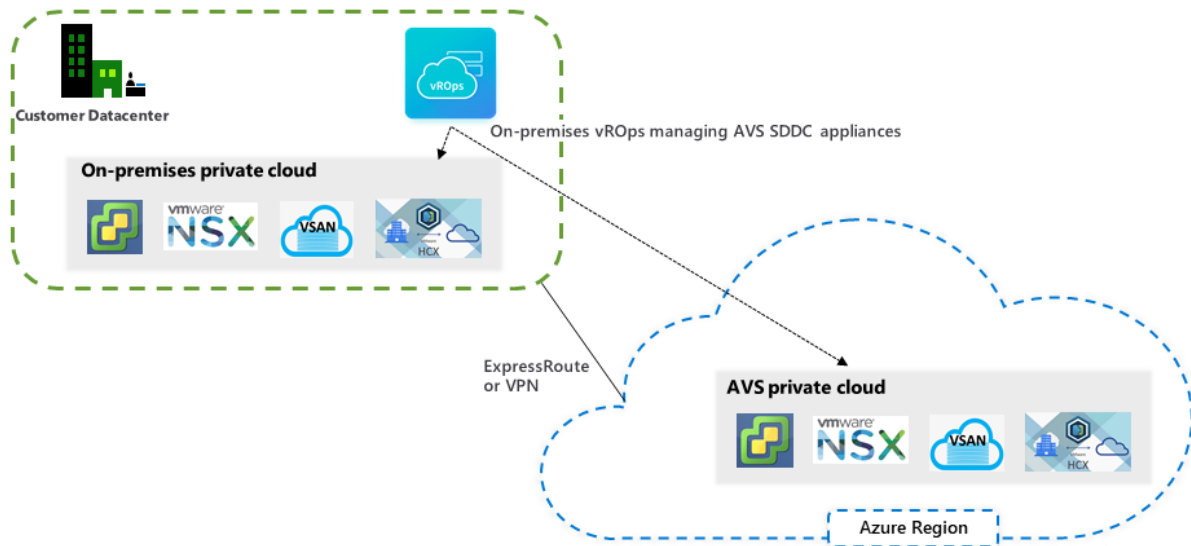 vROps
Customer Datacenter
On-premises vROps managing AVS SDDC appliances
On-premises private cloud
vmware
NSX
VSAN
HCX
ExpressRoute
or VPN
AVS private cloud
vmware
NSX
VSAN
HCX
Azure Region